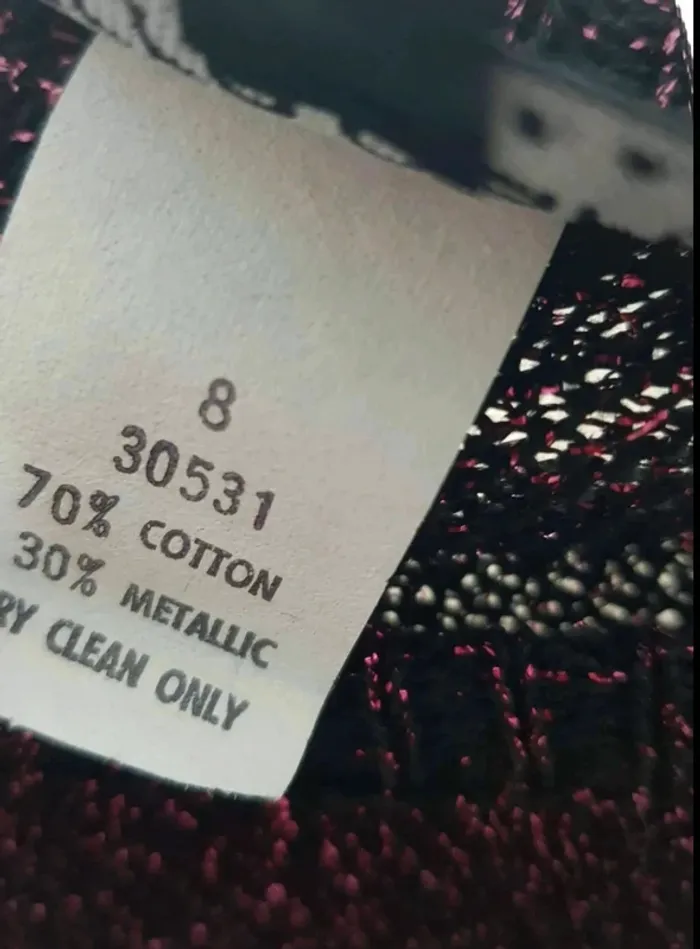 8
30531
70% COTTON
30% METALLIC
RY CLEAN ONLY